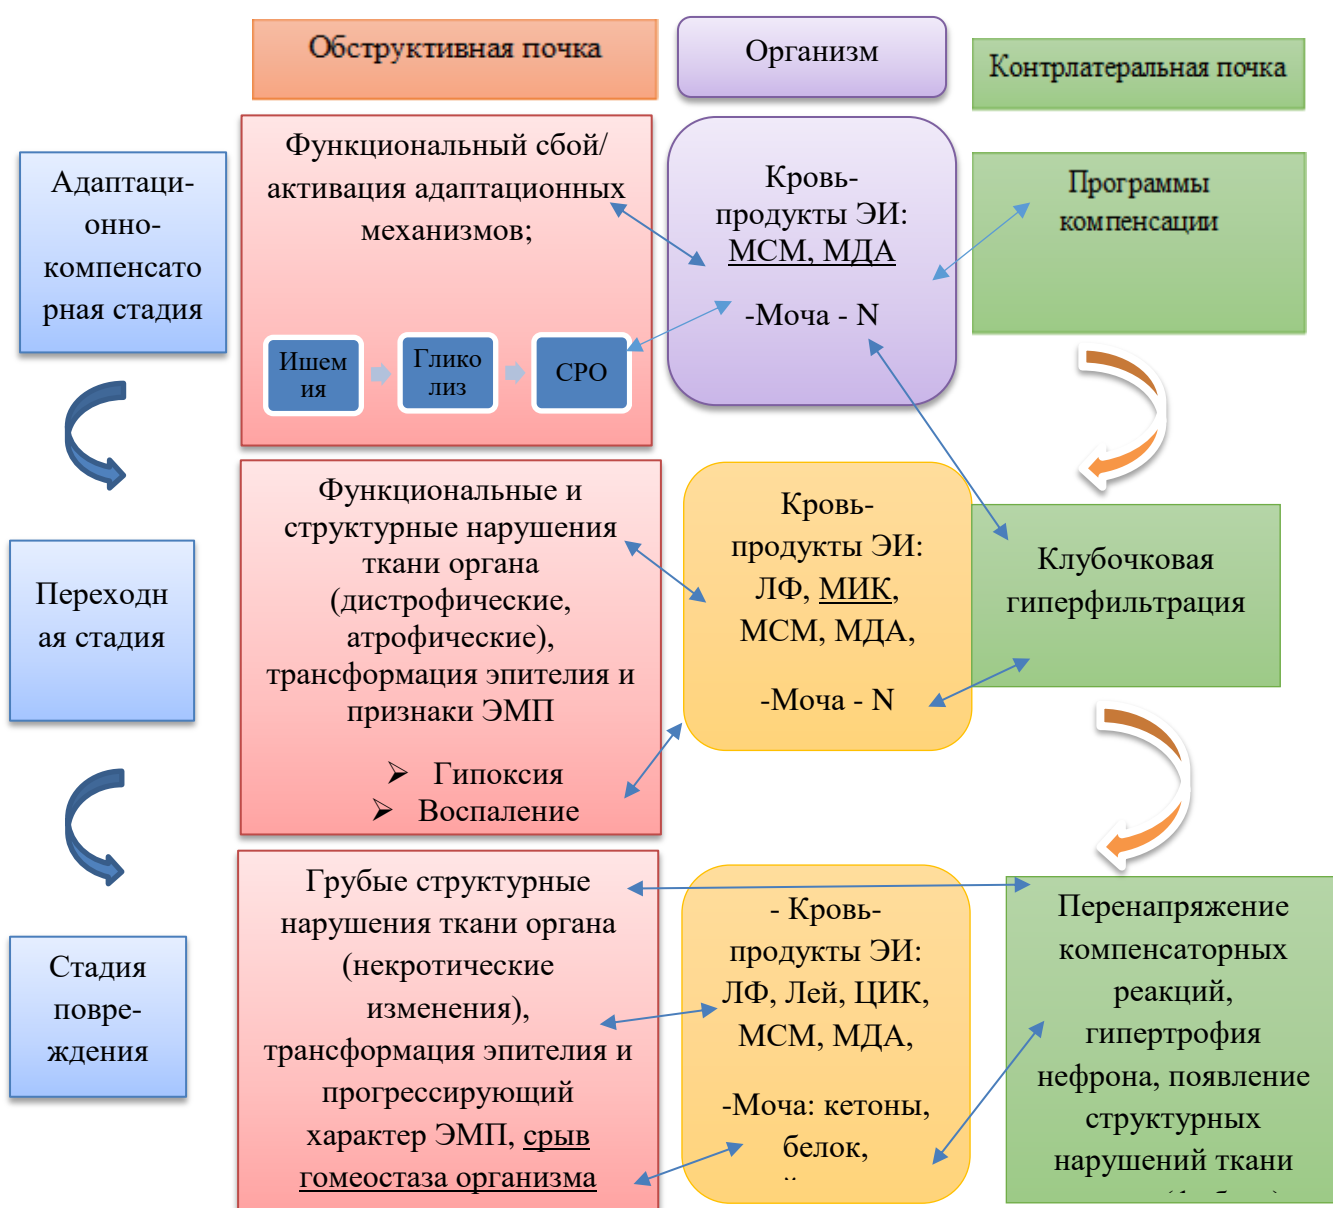 Обструктивная почка
Организм
Контрлатеральная почка
Адаптаци-
онно-
компенсато
рная стадия
Функциональный сбой/
активация адаптационных
механизмов;
Ишем
ия
Глико
лиз
СРО
Кровь-
продукты ЭИ:
МСМ, МДА
-Моча - N
Программы
компенсации
Переходн
ая стадия
Функциональные и
структурные нарушения
ткани органа
(дистрофические,
атрофические),
трансформация эпителия и
признаки ЭМП
➢ Гипоксия
➢ Воспаление
Кровь-
продукты ЭИ:
ЛФ, МИК,
МСМ, МДА,
-Моча - N
Клубочковая
гиперфильтрация
Стадия
повре-
ждения
Грубые структурные
нарушения ткани органа
(некротические
изменения),
трансформация эпителия и
прогрессирующий
характер ЭМП, срыв
гомеостаза организма
- Кровь-
продукты ЭИ:
ЛФ, Лей, ЦИК,
МСМ, МДА,
-Моча: кетоны,
белок,
Перенапряжение
компенсаторных
реакций,
гипертрофия
нефрона, появление
структурных
нарушений ткани